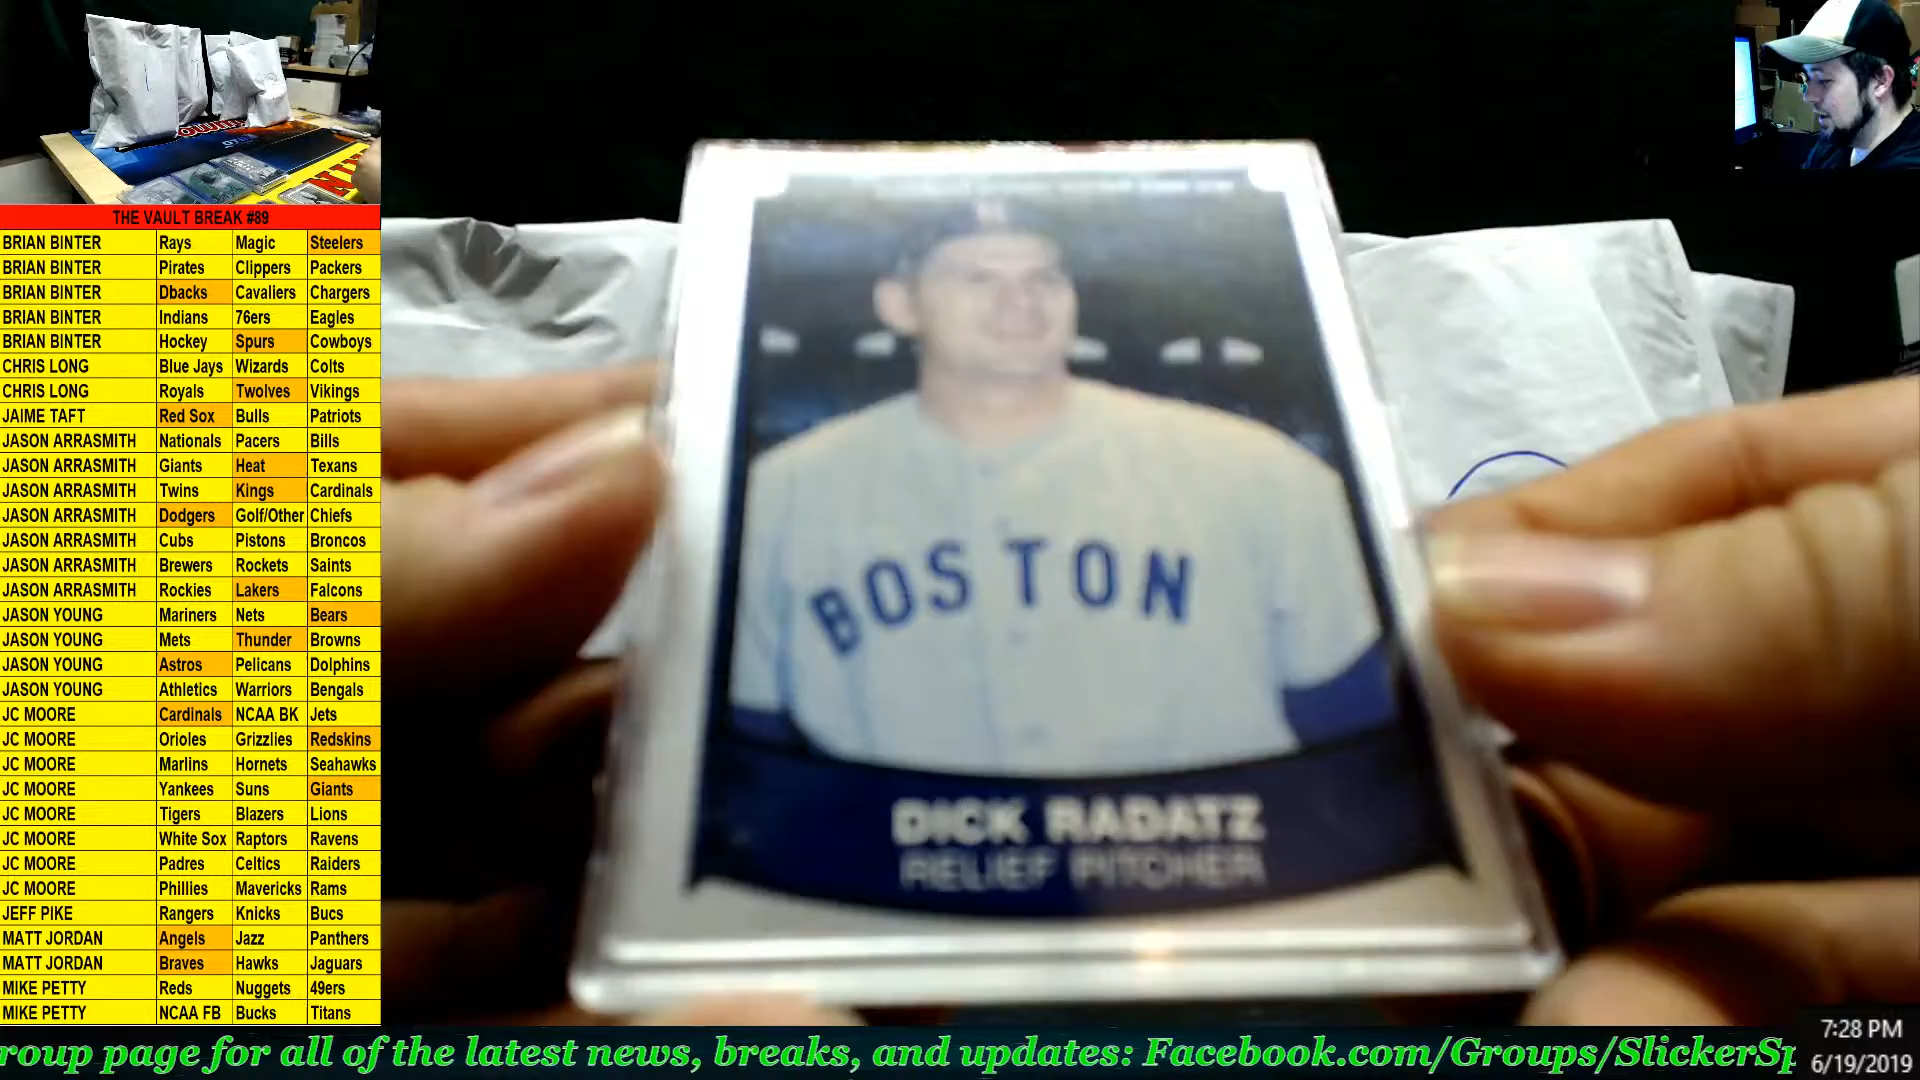 THE VAULT BREAK #89
BRIAN BINTER Rays Magic Steelers
BRIAN BINTER Pirates Clippers Packers
BRIAN BINTER Dbacks Cavaliers Chargers
BRIAN BINTER Indians 76ers Eagles
BRIAN BINTER Hockey Spurs Cowboys
CHRIS LONG Blue Jays Wizards Colts
CHRIS LONG Royals Twolves Vikings
JAIME TAFT Red Sox Bulls Patriots
JASON ARRASMITH Nationals Pacers Bills
JASON ARRASMITH Giants Heat Texans
JASON ARRASMITH Twins Kings Cardinals
JASON ARRASMITH Dodgers Golf/Other Chiefs
JASON ARRASMITH Cubs Pistons Broncos
JASON ARRASMITH Brewers Rockets Saints
JASON ARRASMITH Rockies Lakers Falcons
JASON YOUNG Mariners Nets Bears
JASON YOUNG Mets Thunder Browns
JASON YOUNG Astros Pelicans Dolphins
JASON YOUNG Athletics Warriors Bengals
JC MOORE Cardinals NCAA BK Jets
JC MOORE Orioles Grizzlies Redskins
JC MOORE Marlins Hornets Seahawks
JC MOORE Yankees Suns Giants
JC MOORE Tigers Blazers Lions
JC MOORE White Sox Raptors Ravens
JC MOORE Padres Celtics Raiders
JC MOORE Phillies Mavericks Rams
JEFF PIKE Rangers Knicks Bucs
MATT JORDAN Angels Jazz Panthers
MATT JORDAN Braves Hawks Jaguars
MIKE PETTY Reds Nuggets 49ers
MIKE PETTY NCAA FB Bucks Titans
BOSTON
DICK RADATZ
RELIEF PITCHER
roup page for all of the latest news, breaks, and updates: Facebook.com/Groups/SlickerSp
7:28 PM
6/19/2019